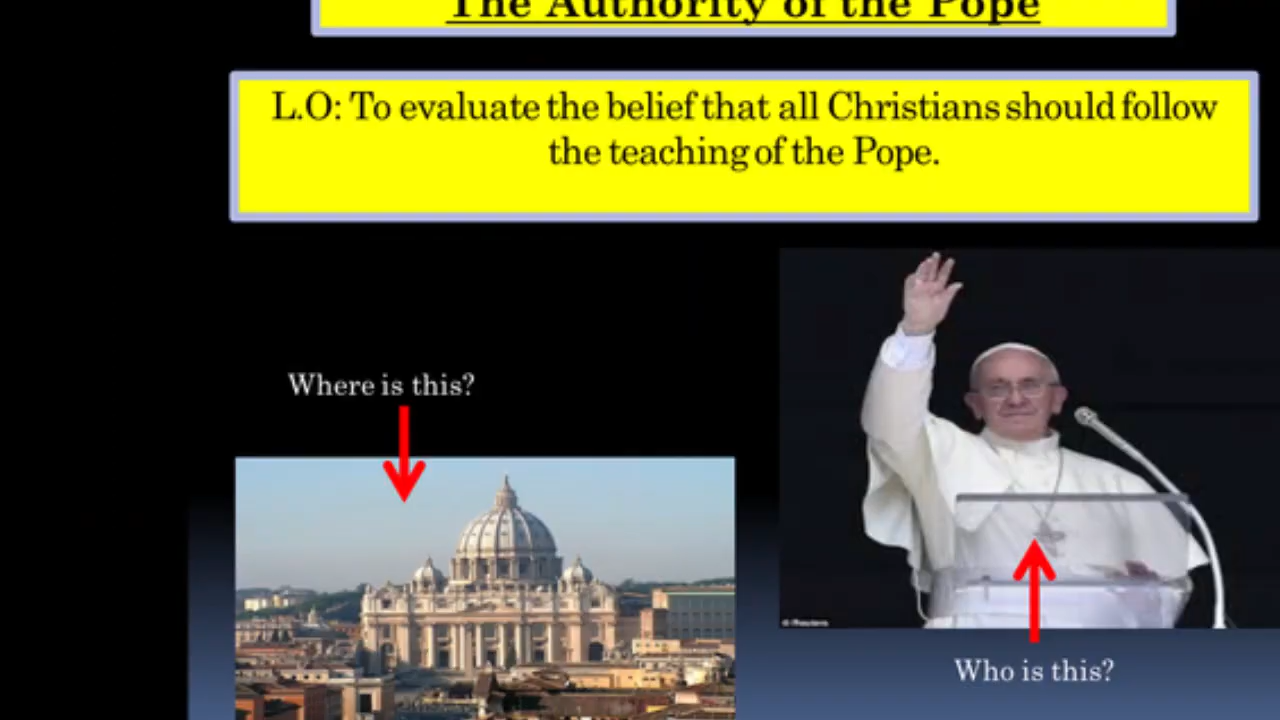 The Authority of the Pope
L.O: To evaluate the belief that all Christians should follow
the teaching of the Pope.
Where is this?
© Reuters
Who is this?